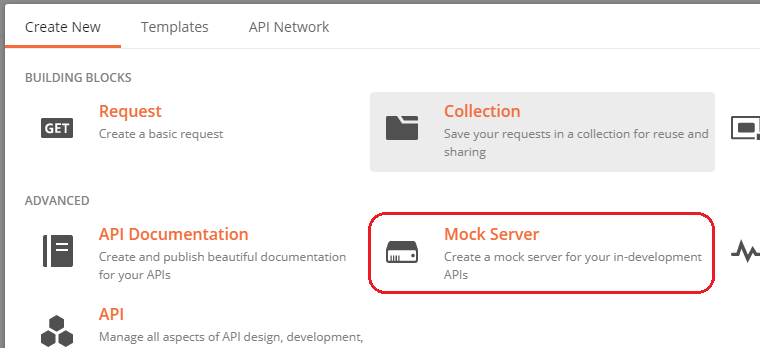 Create New
Templates
API Network
BUILDING BLOCKS
GET
Request
Create a basic request
Collection
Save your requests in a collection for reuse and
sharing
ADVANCED
API Documentation
Create and publish beautiful documentation
for your APIs
Mock Server
Create a mock server for your in-development
APIs
API
Manage all aspects of API design, development,